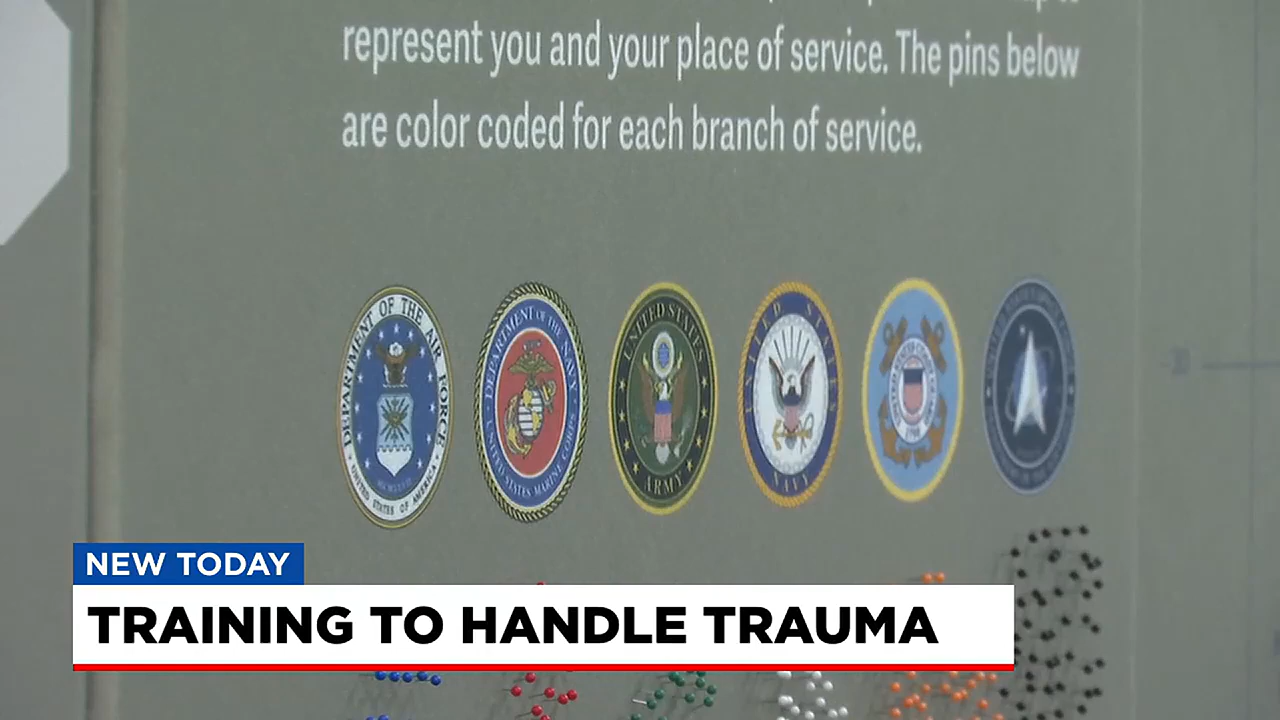 represent you and your place of service. The pins below
are color coded for each branch of service.
DEPARTMENT OF THE AIR FORCE
UNITED STATES OF AMERICA
DEPARTMENT OF THE NAVY
UNITED STATES MARINE CORPS
UNITED STATES
ARMY
UNITED STATES
NAVY
NEW TODAY
TRAINING TO HANDLE TRAUMA